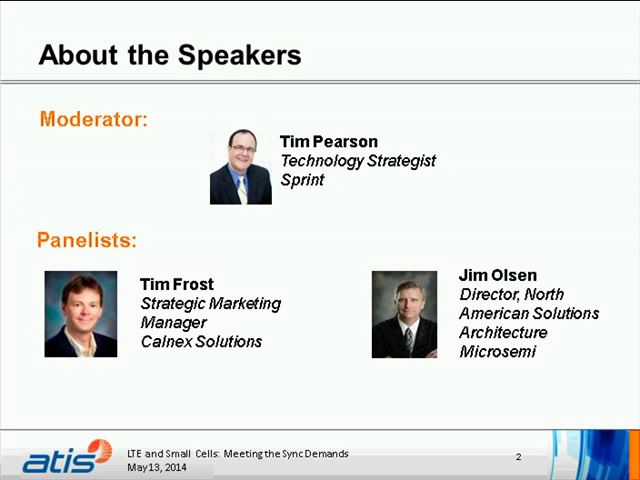 About the Speakers
Moderator:
Tim Pearson
Technology Strategist
Sprint
Panelists:
Tim Frost
Strategic Marketing
Manager
Calnex Solutions
Jim Olsen
Director, North
American Solutions
Architecture
Microsemi
atis
LTE and Small Cells: Meeting the Sync Demands
May 13, 2014
2